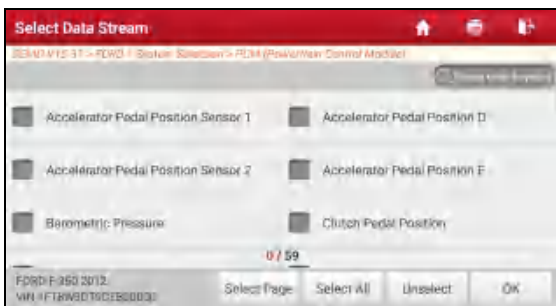 Select Data Stream
Accelerator Pedal Position Sensor 1
Accelerator Pedal Position D
Accelerator Pedal Position Sensor 2
Accelerator Pedal Position E
Barometric Pressure
Clutch Pedal Position
0 / 59
FORD F-350 2012
VIN
Select Page
Select All
Unselect
OK